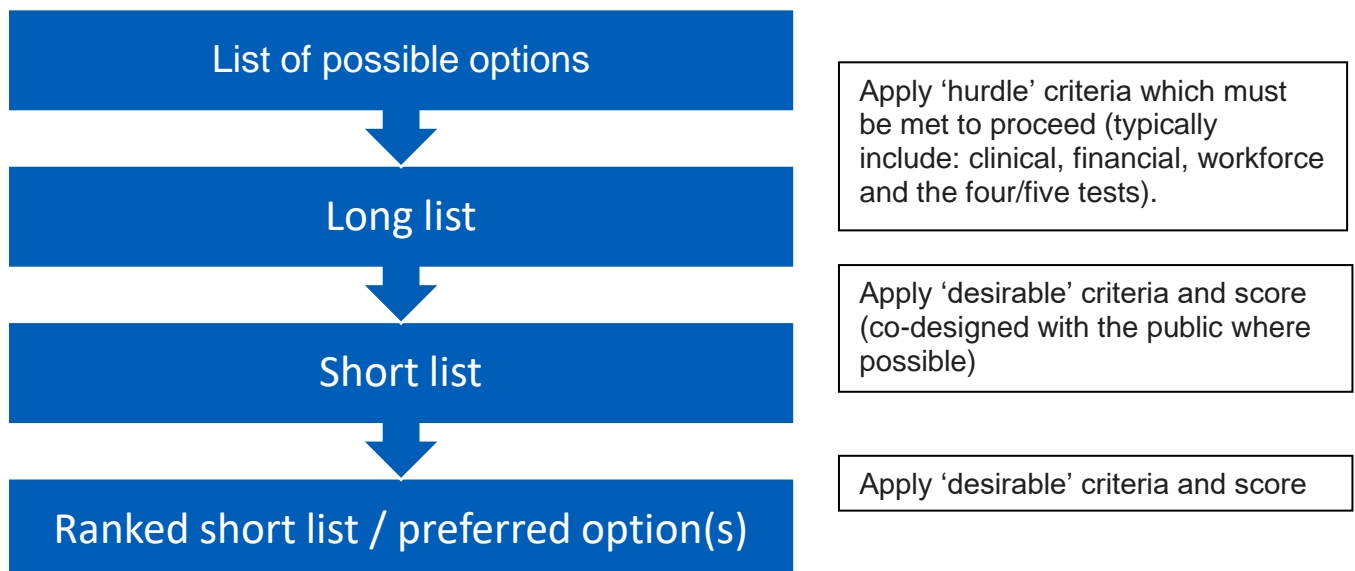 List of possible options
Apply ‘hurdle’ criteria which must
be met to proceed (typically
include: clinical, financial, workforce
and the four/five tests).
Long list
Apply ‘desirable’ criteria and score
(co-designed with the public where
possible)
Short list
Apply ‘desirable’ criteria and score
Ranked short list / preferred option(s)